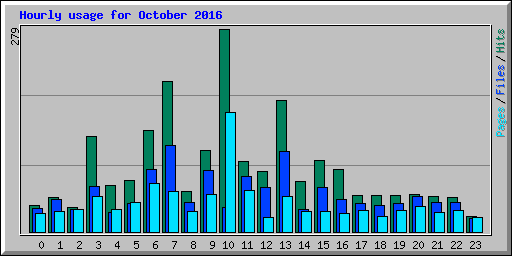 Hourly usage for October 2016
279
Pages/Files/Hits
0 1 2 3 4 5 6 7 8 9 10 11 12 13 14 15 16 17 18 19 20 21 22 23